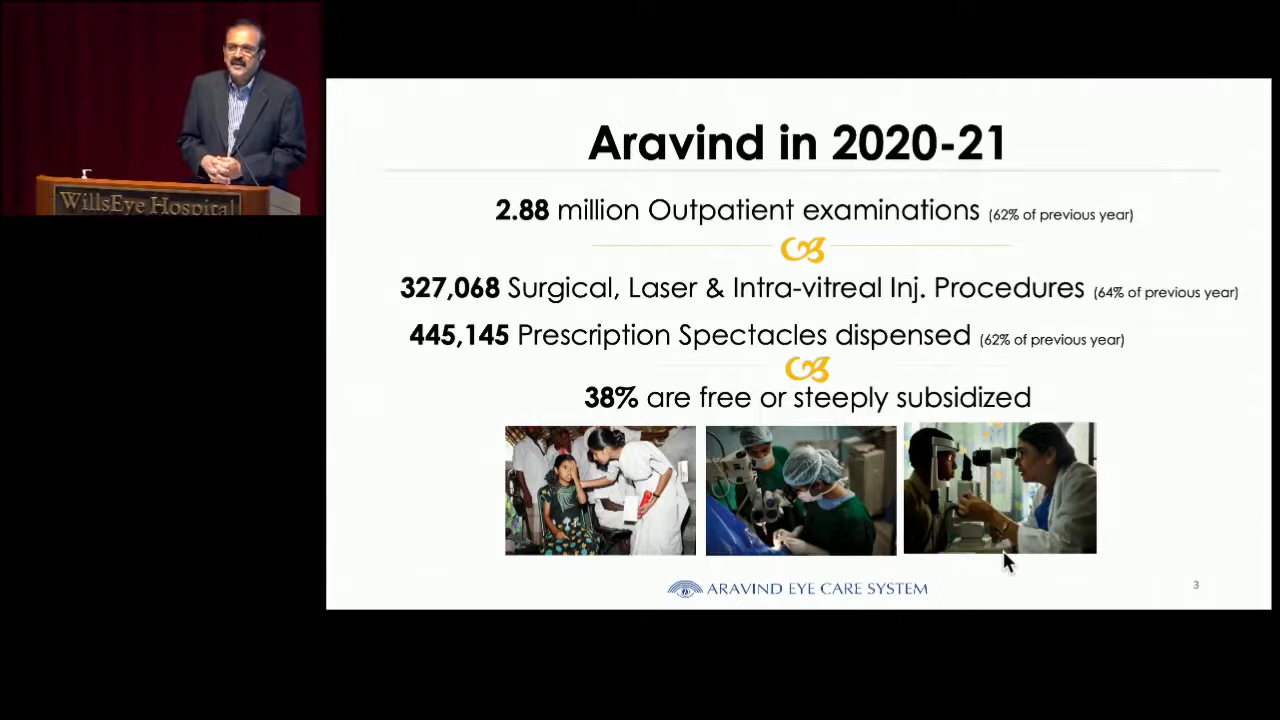 WillsEye Hospital
Aravind in 2020-21
2.88 million Outpatient examinations (62% of previous year)
327,068 Surgical, Laser & Intra-vitreal Inj. Procedures (64% of previous year)
445,145 Prescription Spectacles dispensed (62% of previous year)
38% are free or steeply subsidized
ARAVIND EYE CARE SYSTEM
3